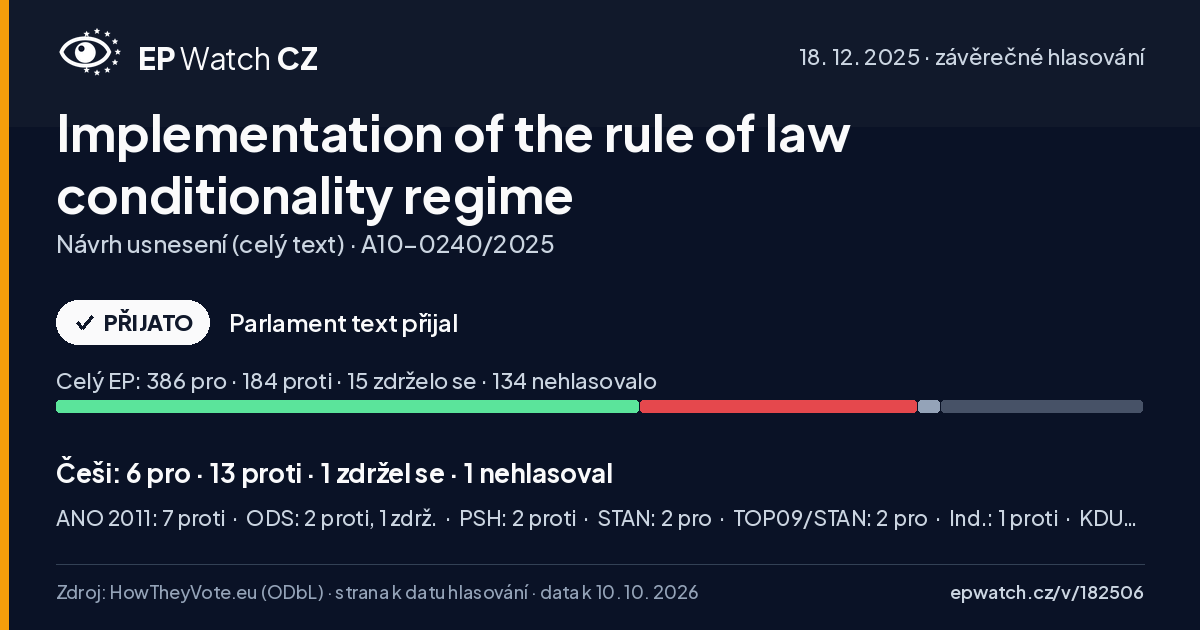 EP Watch CZ
18. 12. 2025 · závěrečné hlasování
Implementation of the rule of law
conditionality regime
Návrh usnesení (celý text) · A10–0240/2025
✓ PŘIJATO
Parlament text přijal
Celý EP: 386 pro · 184 proti · 15 zdrželo se · 134 nehlasovalo
Češi: 6 pro · 13 proti · 1 zdržel se · 1 nehlasoval
ANO 2011: 7 proti · ODS: 2 proti, 1 zdrž. · PSH: 2 proti · STAN: 2 pro · TOP09/STAN: 2 pro · Ind.: 1 proti · KDU…
Zdroj: HowTheyVote.eu (ODbL) · strana k datu hlasování · data k 10. 10. 2026
epwatch.cz/v/182506